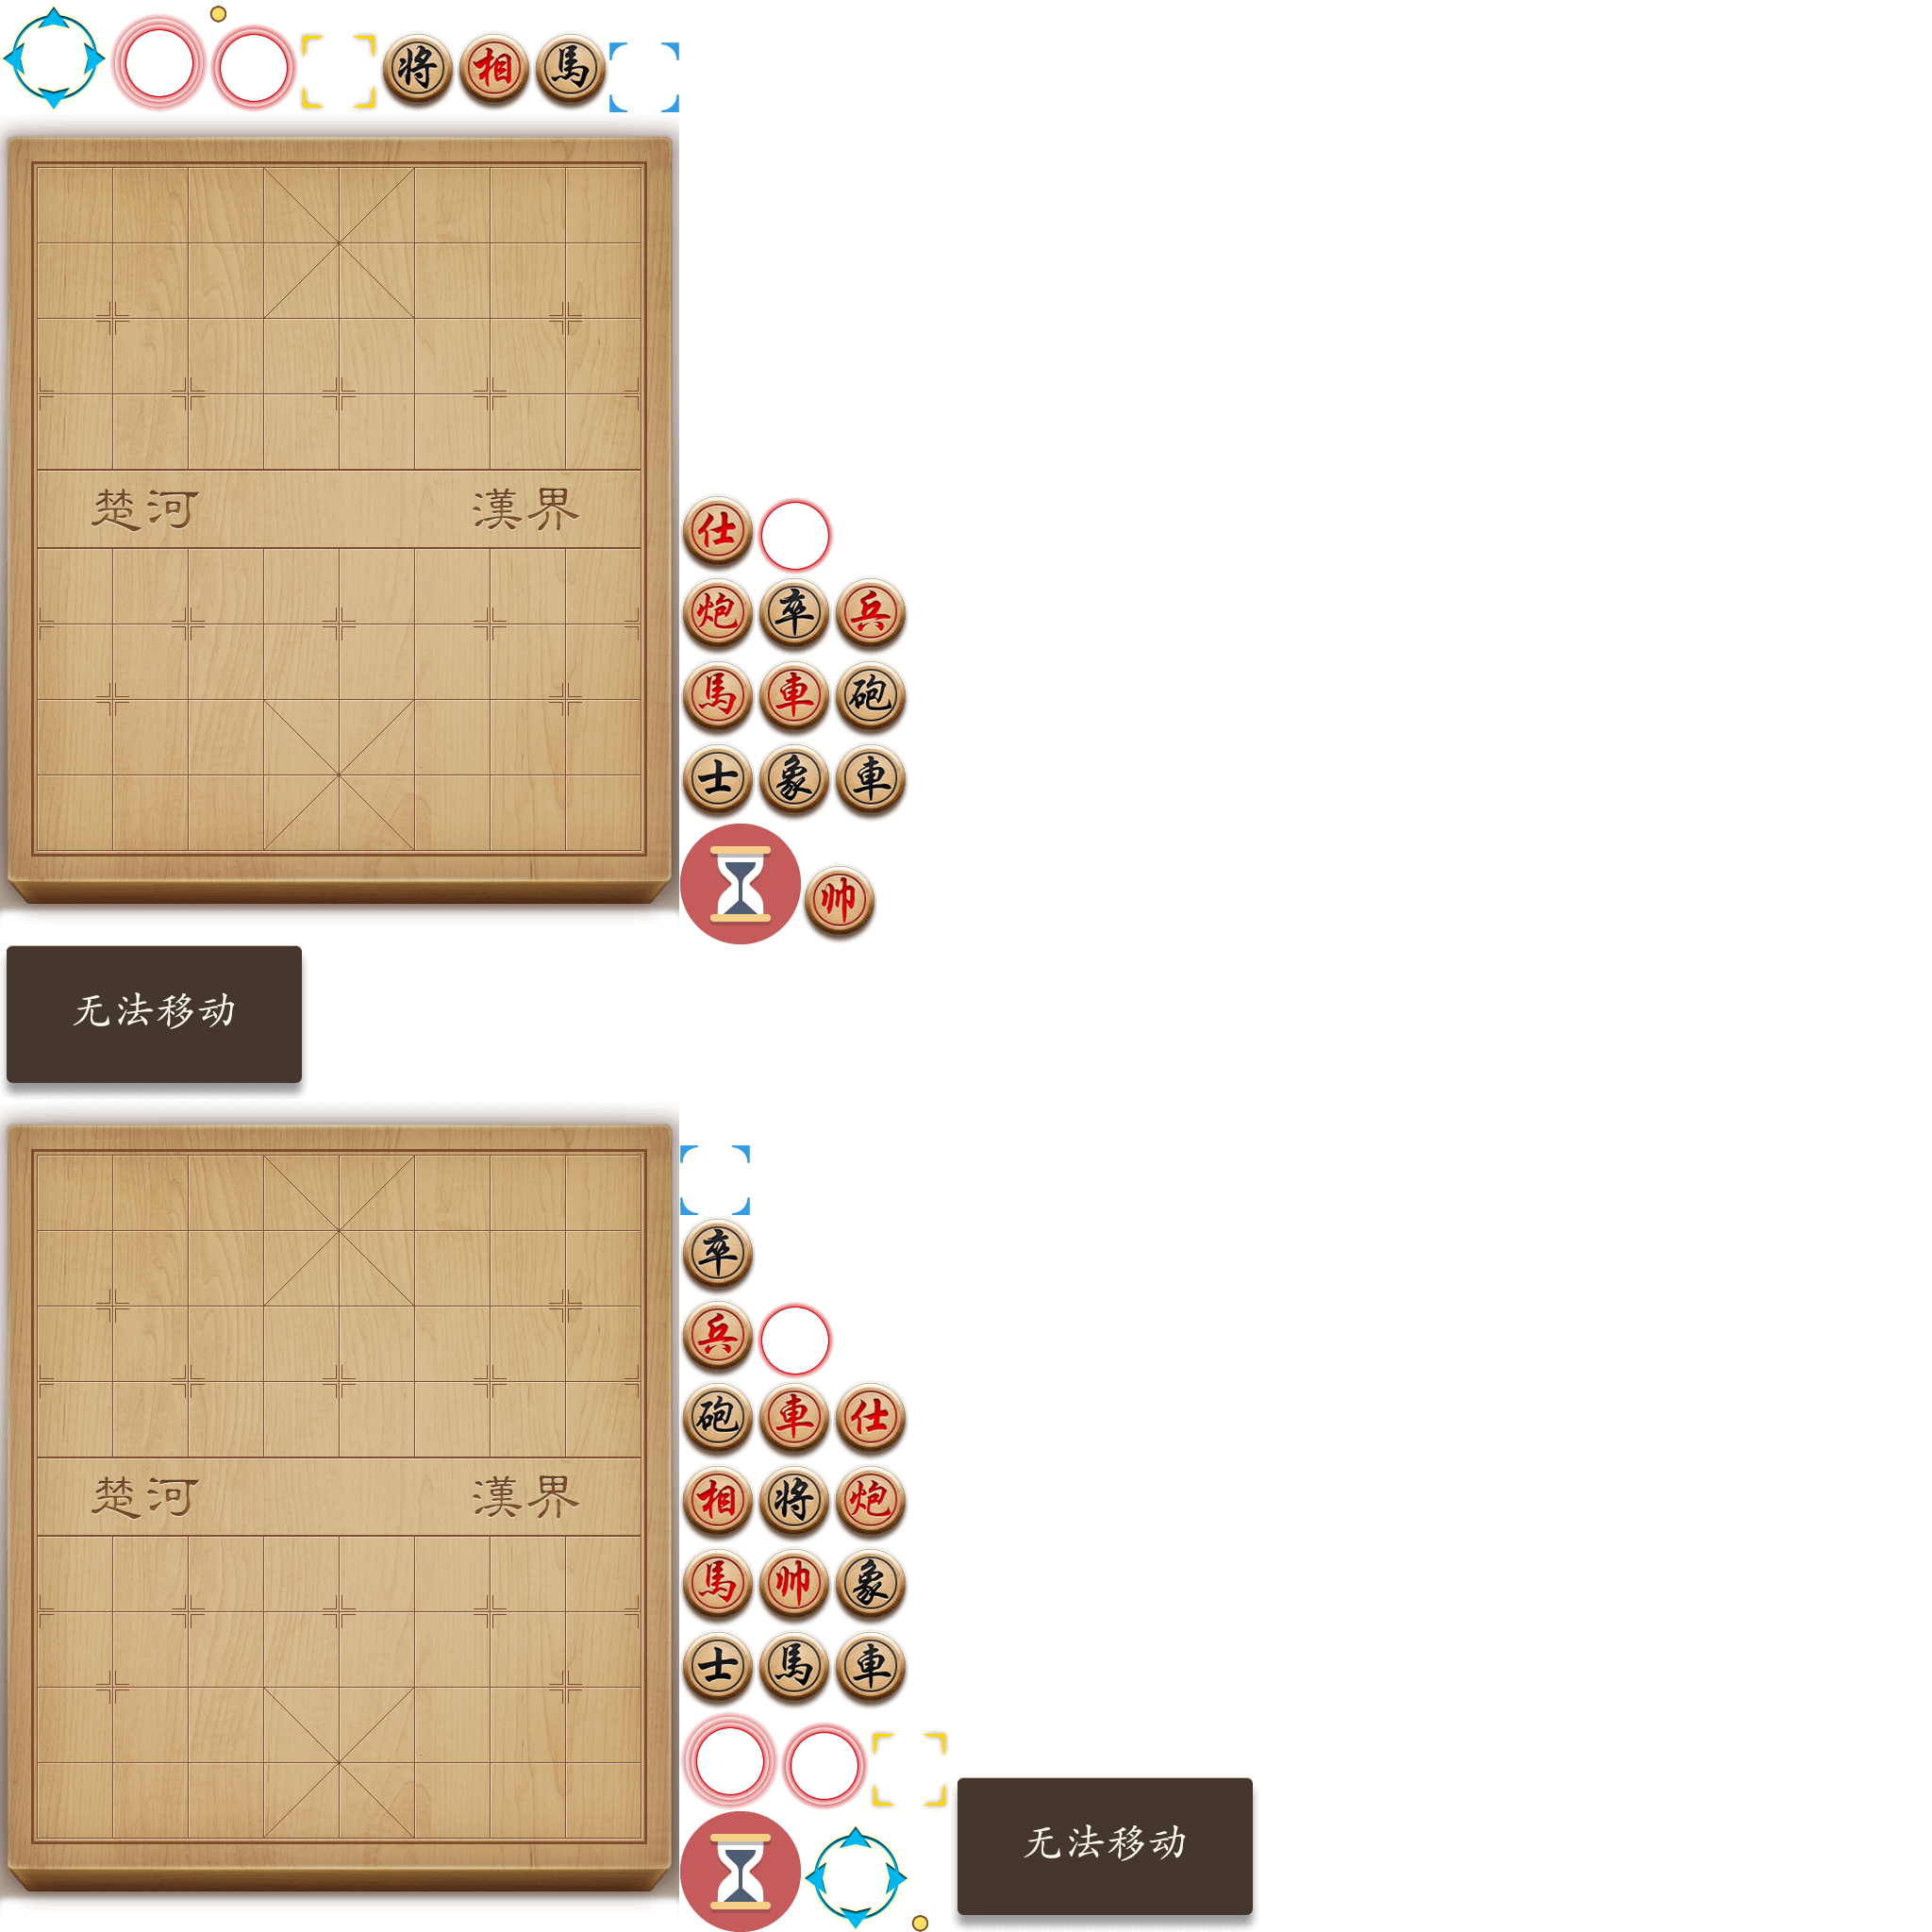 将 相 馬
楚河 漢界
仕
炮 卒 兵
馬 車 砲
士 象 車
帅
无法移动
卒
兵
砲 車 仕
楚河 漢界
相 将 炮
馬 帅 象
士 馬 車
无法移动